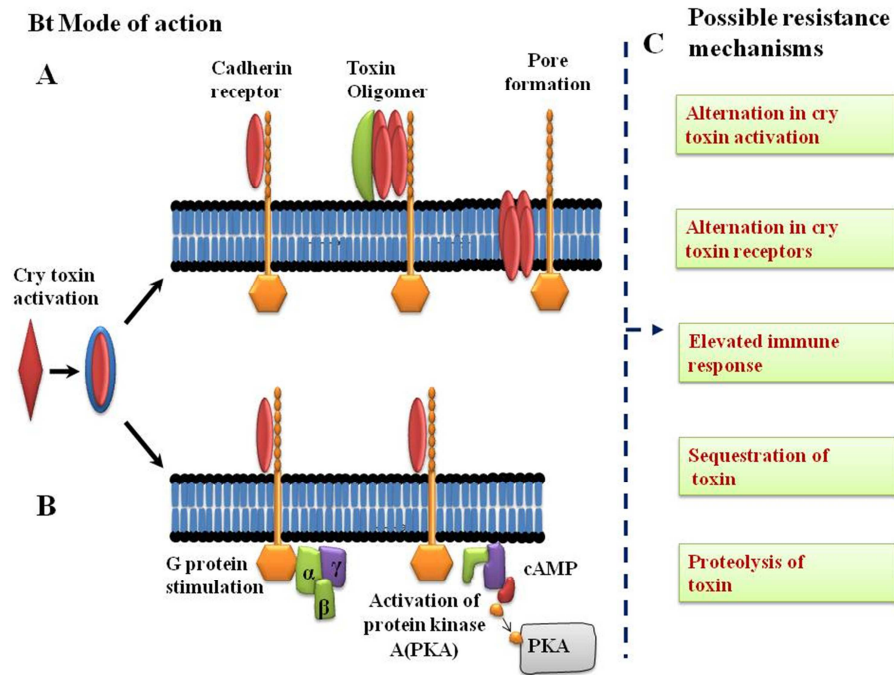 Bt Mode of action
A
Cadherin
receptor
Toxin
Oligomer
Pore
formation
Cry toxin
activation
B
G protein
stimulation
α
γ
β
Activation of
protein kinase
A(PKA)
cAMP
PKA
C
Possible resistance
mechanisms
Alternation in cry
toxin activation
Alternation in cry
toxin receptors
Elevated immune
response
Sequestration of
toxin
Proteolysis of
toxin